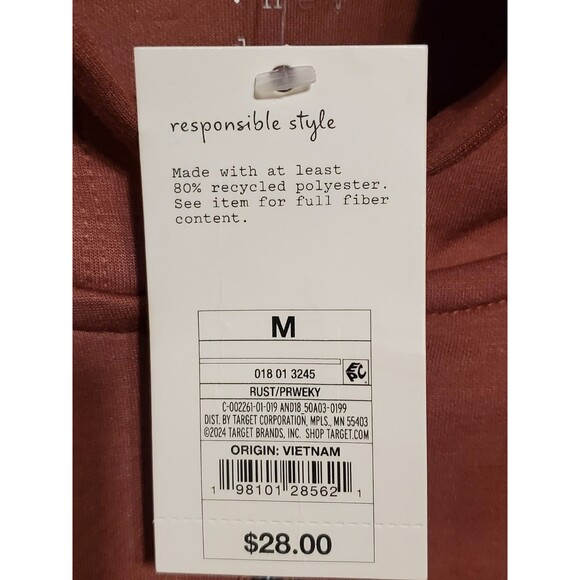 responsible style
Made with at least
80% recycled polyester.
See item for full fiber
content.
M
018 01 3245
RUST/PRWEKY
C-002261-01-019 AND18_50A03-0199
DIST. BY TARGET CORPORATION, MPLS., MN 55403
©2024 TARGET BRANDS, INC. SHOP TARGET.COM
ORIGIN: VIETNAM
1 98101 28562 1
$28.00